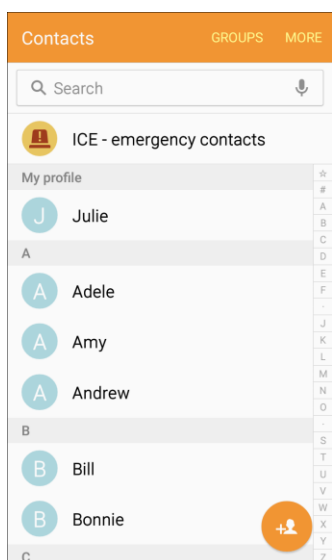 Contacts GROUPS MORE
Search
ICE - emergency contacts
My profile
J Julie
A
A Adele
A Amy
A Andrew
B
B Bill
B Bonnie
C
☆
#
A
B
C
D
E
F
·
J
K
L
M
N
O
·
S
T
U
V
W
X
Y
Z